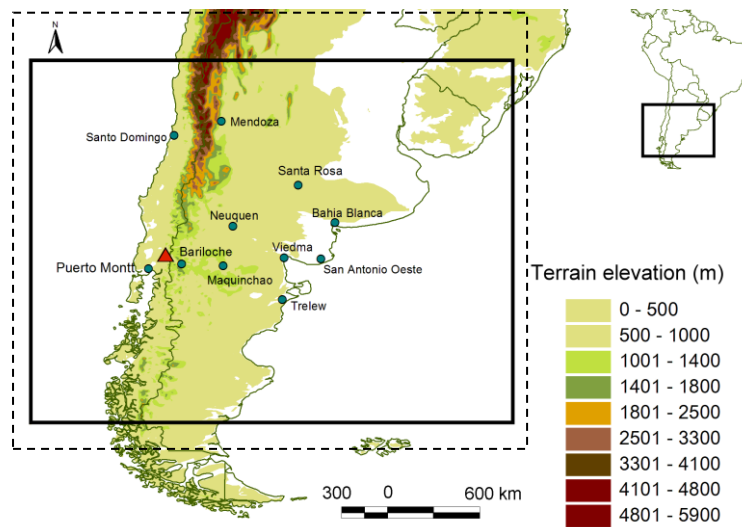 N
Mendoza
Santo Domingo
Santa Rosa
Neuquen
Bahia Blanca
Bariloche
Viedma
Puerto Montt
Maquinchao
San Antonio Oeste
Trelew
Terrain elevation (m)
0 - 500
500 - 1000
1001 - 1400
1401 - 1800
1801 - 2500
2501 - 3300
3301 - 4100
4101 - 4800
4801 - 5900
300 0 600 km